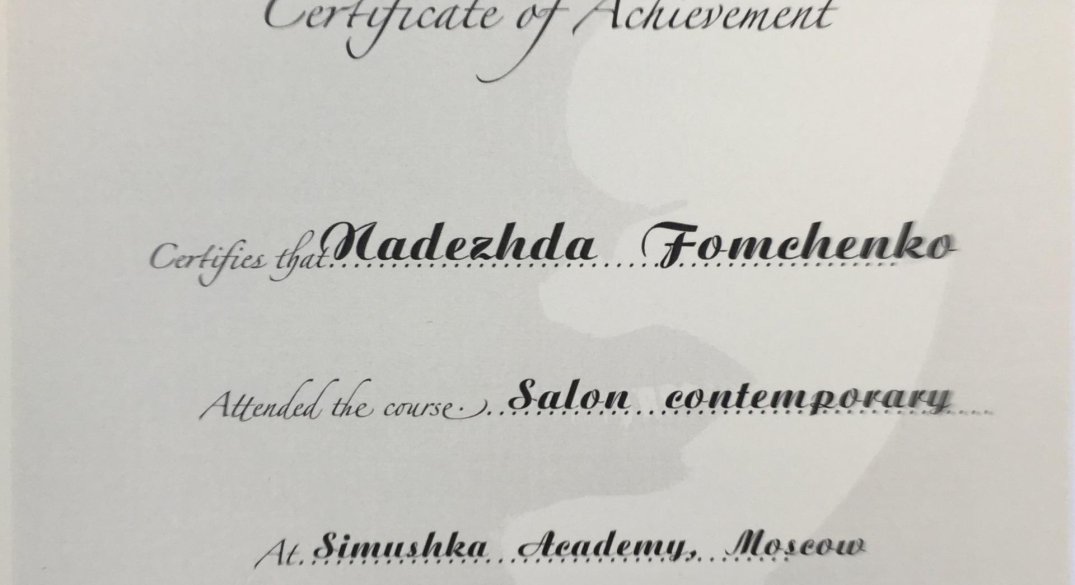 Certificate of Achievement
Certifies that Nadezhda Fomchenko
Attended the course. Salon contemporary
At Simushka Academy, Moscow